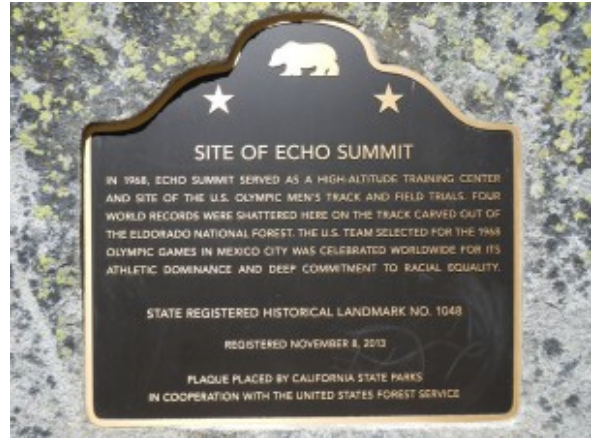 SITE OF ECHO SUMMIT
IN 1968, ECHO SUMMIT SERVED AS A HIGH-ALTITUDE TRAINING CENTER
AND SITE OF THE U.S. OLYMPIC MEN'S TRACK AND FIELD TRIALS. FOUR
WORLD RECORDS WERE SHATTERED HERE ON THE TRACK CARVED OUT OF
THE ELDORADO NATIONAL FOREST. THE U.S. TEAM SELECTED FOR THE 1968
OLYMPIC GAMES IN MEXICO CITY WAS CELEBRATED WORLDWIDE FOR ITS
ATHLETIC DOMINANCE AND DEEP COMMITMENT TO RACIAL EQUALITY.
STATE REGISTERED HISTORICAL LANDMARK NO. 1048
REGISTERED NOVEMBER 8, 2013
PLAQUE PLACED BY CALIFORNIA STATE PARKS
IN COOPERATION WITH THE UNITED STATES FOREST SERVICE